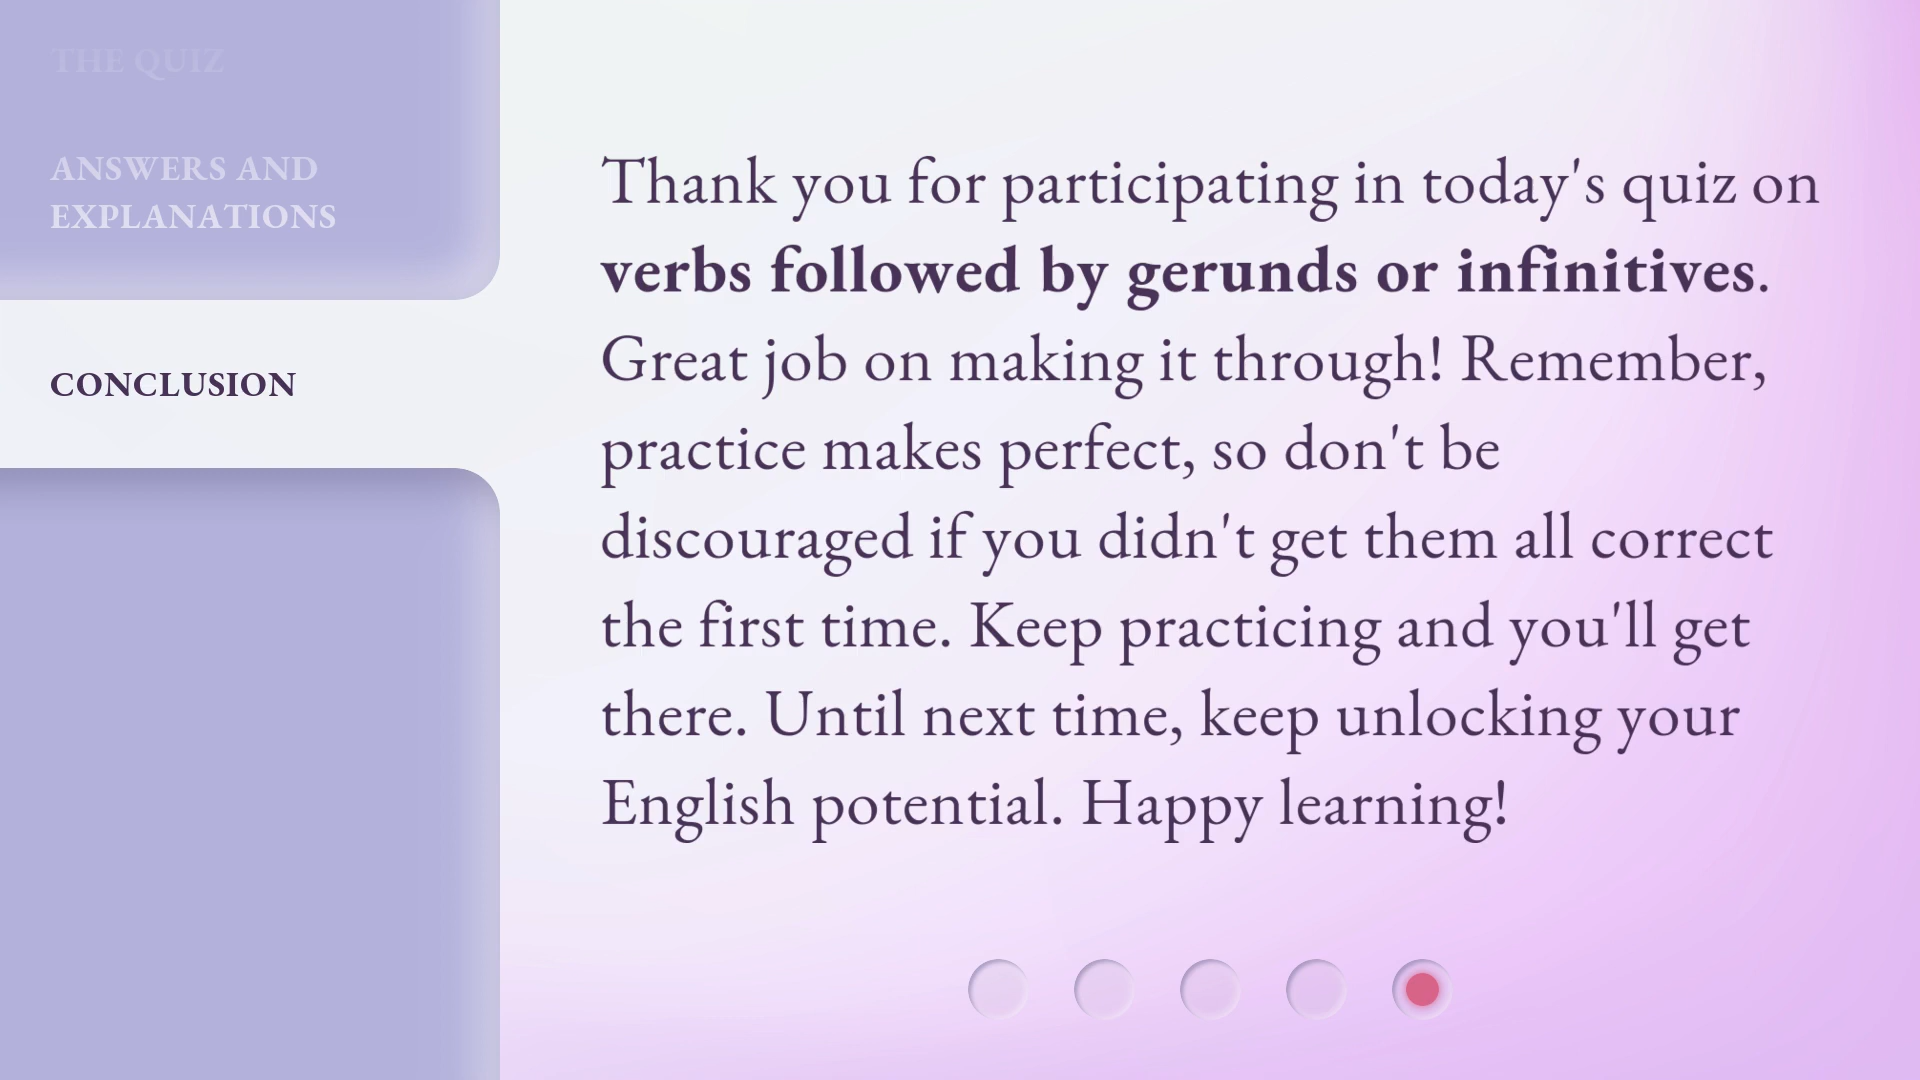 THE QUIZ
ANSWERS AND
EXPLANATIONS
CONCLUSION
Thank you for participating in today's quiz on
verbs followed by gerunds or infinitives.
Great job on making it through! Remember,
practice makes perfect, so don't be
discouraged if you didn't get them all correct
the first time. Keep practicing and you'll get
there. Until next time, keep unlocking your
English potential. Happy learning!